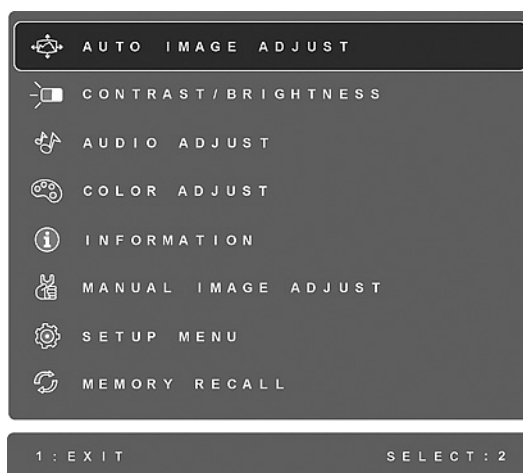 AUTO IMAGE ADJUST
CONTRAST/BRIGHTNESS
AUDIO ADJUST
COLOR ADJUST
INFORMATION
MANUAL IMAGE ADJUST
SETUP MENU
MEMORY RECALL
1:EXIT SELECT:2